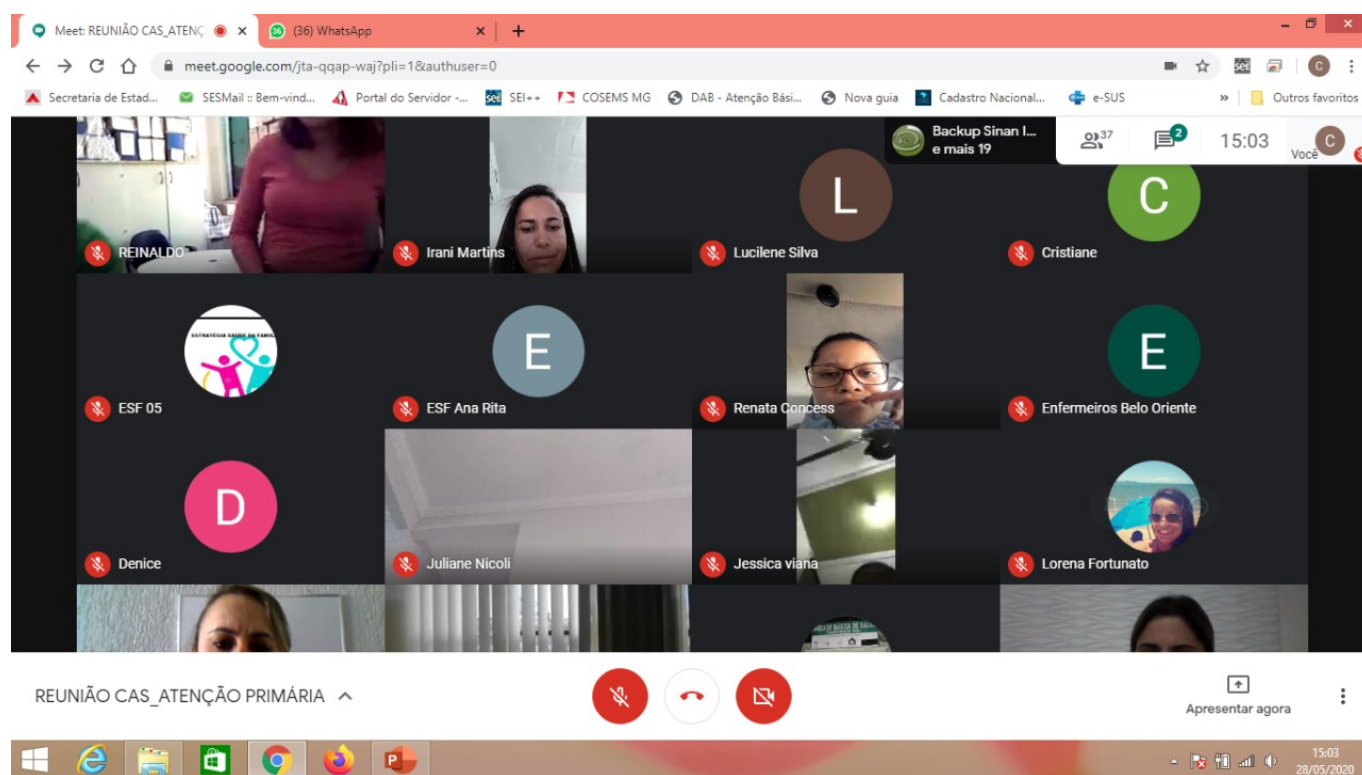 Meet: REUNIÃO CAS_ATENÇ
(36) WhatsApp
meet.google.com/jta-qqap-waj?pli=1&authuser=0
Secretaria de Estad...
SESMail :: Bem-vind...
Portal do Servidor -...
SEI++
COSEMS MG
DAB - Atenção Bási...
Nova guia
Cadastro Nacional...
e-SUS
Outros favoritos
Backup Sinan I...
e mais 19
37
2
15:03
Você
C
L
C
REINALDO
Irani Martins
Lucilene Silva
Cristiane
ESTRATÉGIA SAÚDE DA FAMÍLI
E
E
ESF 05
ESF Ana Rita
Renata Concess
Enfermeiros Belo Oriente
D
Denice
Juliane Nicoli
Jessica viana
Lorena Fortunato
REUNIÃO CAS_ATENÇÃO PRIMÁRIA
Apresentar agora
15:03
28/05/2020